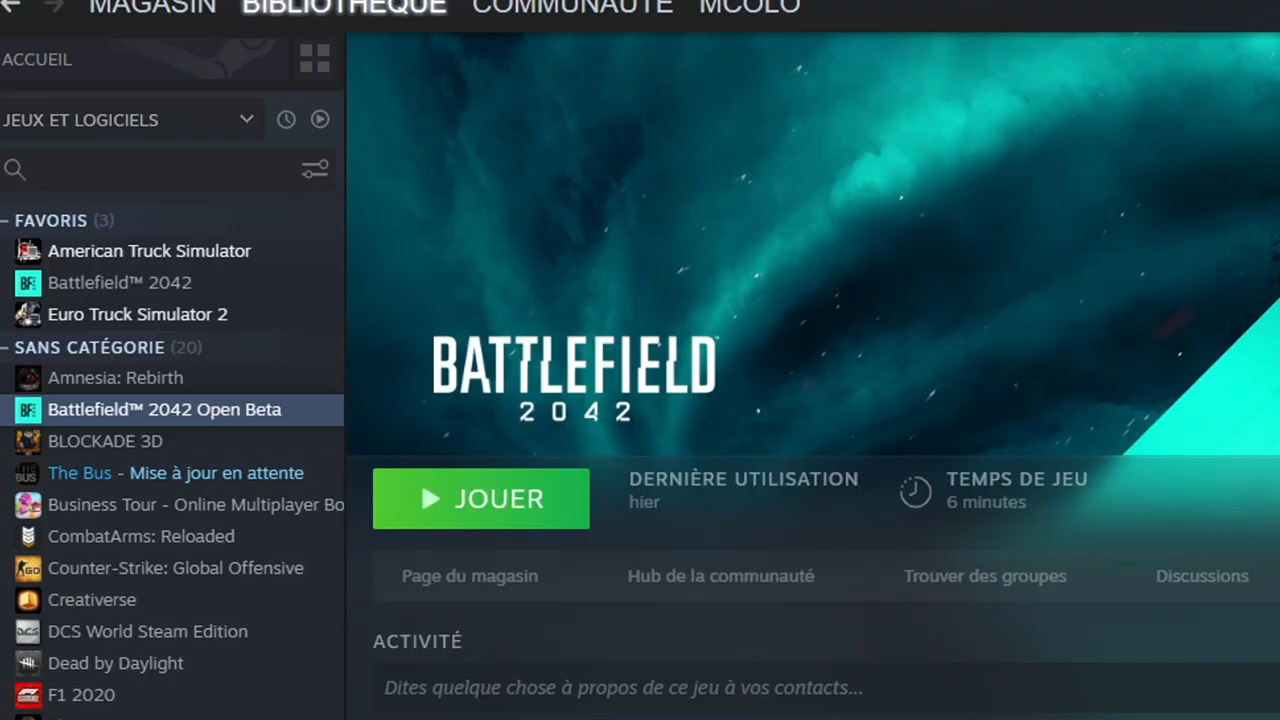 MAGASIN BIBLIOTHÈQUE COMMUNAUTÉ MCOLO
ACCUEIL
JEUX ET LOGICIELS
– FAVORIS (3)
American Truck Simulator
Battlefield™ 2042
Euro Truck Simulator 2
– SANS CATÉGORIE (20)
Amnesia: Rebirth
Battlefield™ 2042 Open Beta
BLOCKADE 3D
The Bus - Mise à jour en attente
Business Tour - Online Multiplayer Bo
CombatArms: Reloaded
Counter-Strike: Global Offensive
Creativerse
DCS World Steam Edition
Dead by Daylight
F1 2020
BATTLEFIELD™
2042
JOUER
DERNIÈRE UTILISATION
hier
TEMPS DE JEU
6 minutes
Page du magasin Hub de la communauté Trouver des groupes Discussions
ACTIVITÉ
Dites quelque chose à propos de ce jeu à vos contacts...